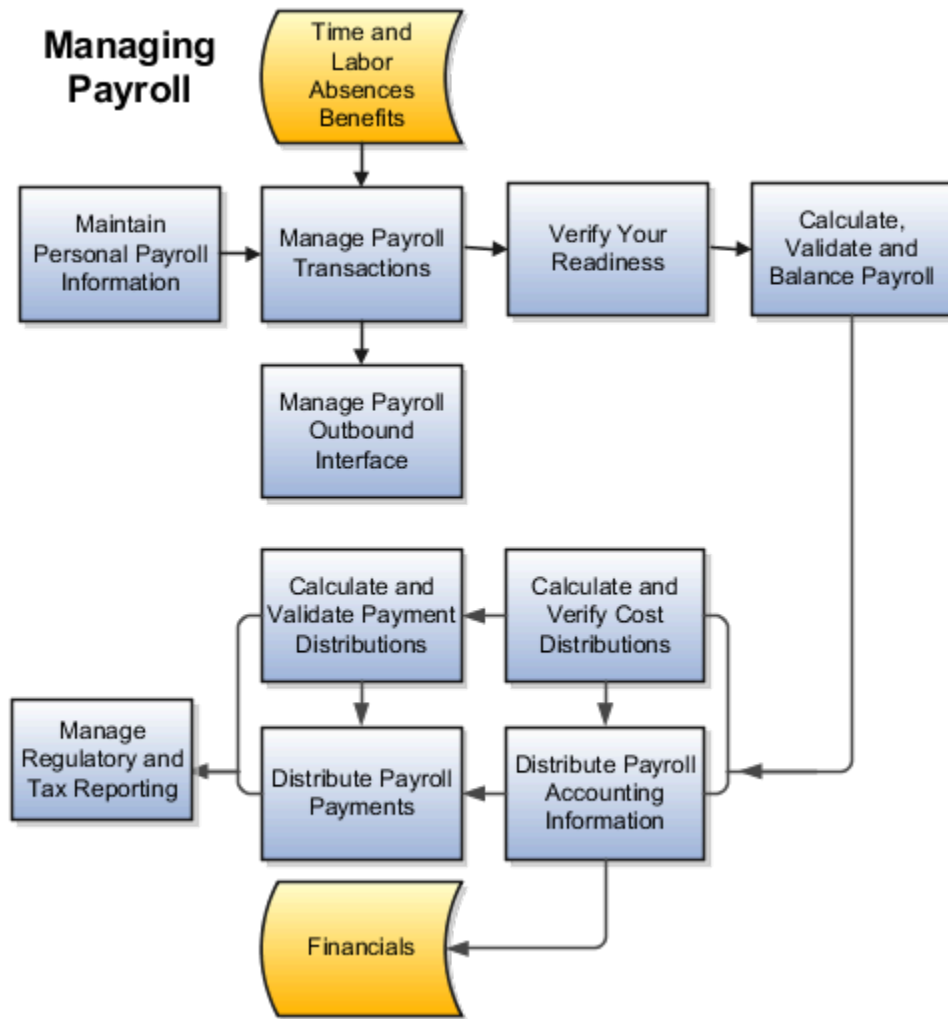 Managing
Payroll
Time and
Labor
Absences
Benefits
Maintain
Personal Payroll
Information
Manage Payroll
Transactions
Verify Your
Readiness
Calculate,
Validate and
Balance Payroll
Manage Payroll
Outbound
Interface
Calculate and
Validate Payment
Distributions
Calculate and
Verify Cost
Distributions
Manage
Regulatory and
Tax Reporting
Distribute Payroll
Payments
Distribute Payroll
Accounting
Information
Financials